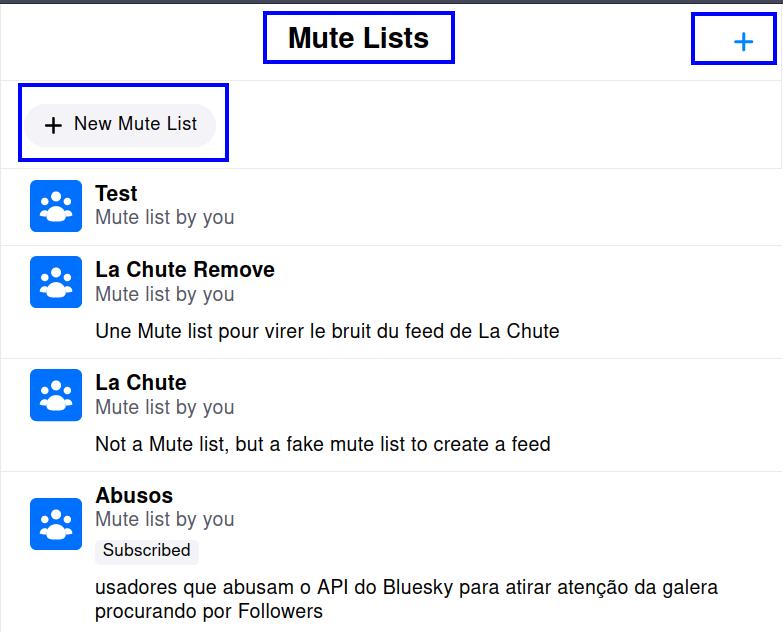 Mute Lists
+
+ New Mute List
Test
Mute list by you
La Chute Remove
Mute list by you
Une Mute list pour virer le bruit du feed de La Chute
La Chute
Mute list by you
Not a Mute list, but a fake mute list to create a feed
Abusos
Mute list by you
Subscribed
usadores que abusam o API do Bluesky para atirar atenção da galera
procurando por Followers